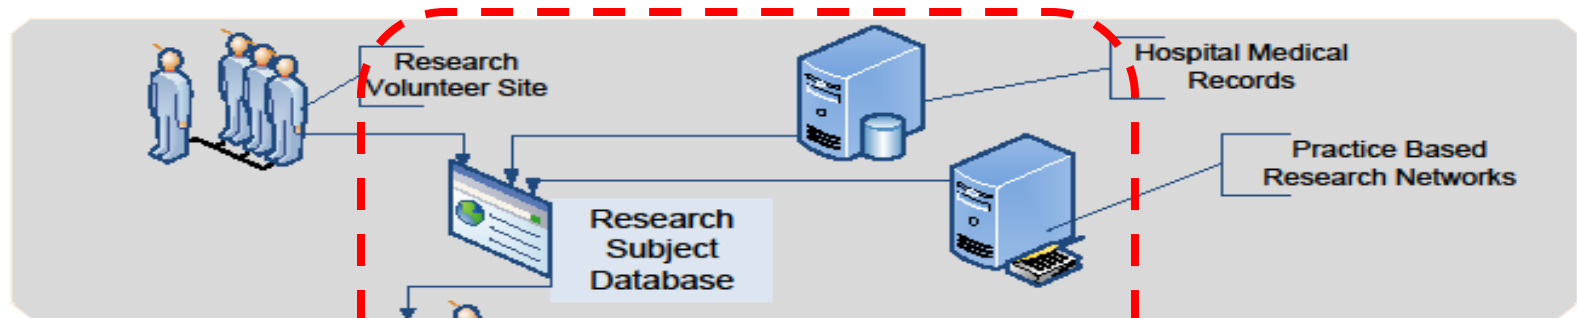 Research
Volunteer Site
Hospital Medical
Records
Practice Based
Research Networks
Research
Subject
Database